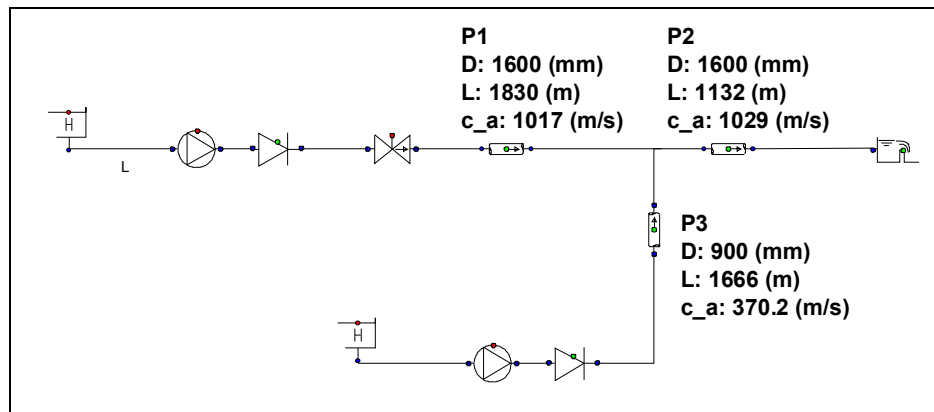 P1
D: 1600 (mm)
L: 1830 (m)
c_a: 1017 (m/s)
P2
D: 1600 (mm)
L: 1132 (m)
c_a: 1029 (m/s)
H
L
P3
D: 900 (mm)
L: 1666 (m)
c_a: 370.2 (m/s)
H